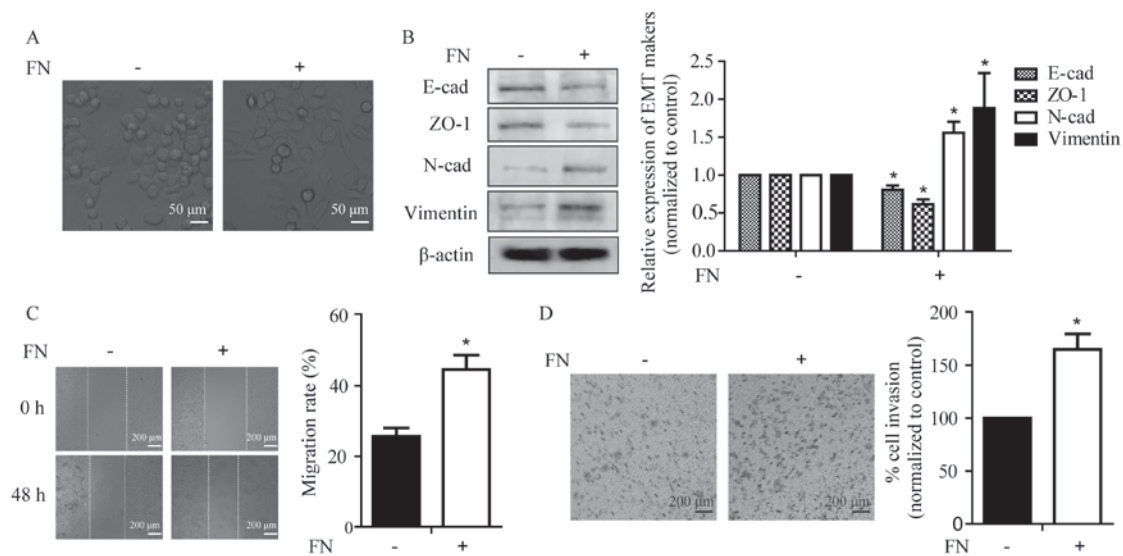 A
FN
-
+
50 μm
50 μm
B
FN
-
+
E-cad
ZO-1
N-cad
Vimentin
β-actin
Relative expression of EMT makers
(normalized to control)
2.5
2.0
1.5
1.0
0.5
0.0
*
*
*
*
E-cad
ZO-1
N-cad
Vimentin
FN
-
+
C
FN
-
+
0 h
48 h
200 μm
200 μm
200 μm
200 μm
Migration rate (%)
60
40
20
0
*
FN
-
+
D
FN
-
+
200 μm
200 μm
% cell invasion
(normalized to control)
200
150
100
50
0
*
FN
-
+